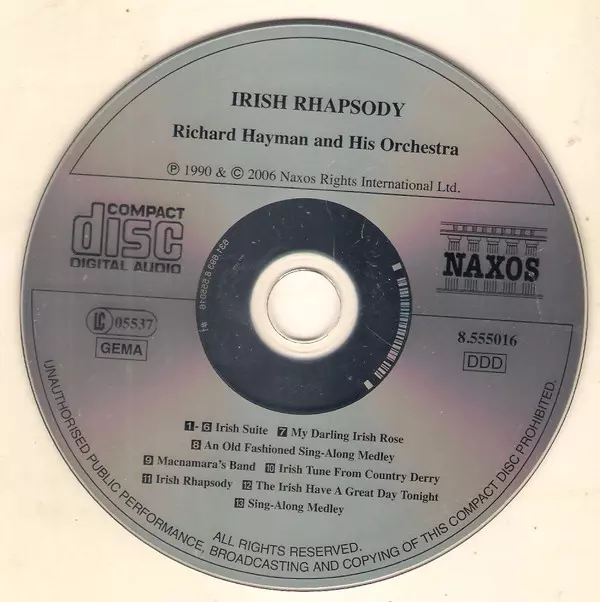 IRISH RHAPSODY
Richard Hayman and His Orchestra
Ⓟ 1990 & © 2006 Naxos Rights International Ltd.
COMPACT
disc
DIGITAL AUDIO
NAXOS
LC 05537
GEMA
8.555016
DDD
1 - 6 Irish Suite 7 My Darling Irish Rose
8 An Old Fashioned Sing-Along Medley
9 Macnamara's Band 10 Irish Tune From Country Derry
11 Irish Rhapsody 12 The Irish Have A Great Day Tonight
13 Sing-Along Medley
ALL RIGHTS RESERVED.
UNAUTHORISED PUBLIC PERFORMANCE, BROADCASTING AND COPYING OF THIS COMPACT DISC PROHIBITED.